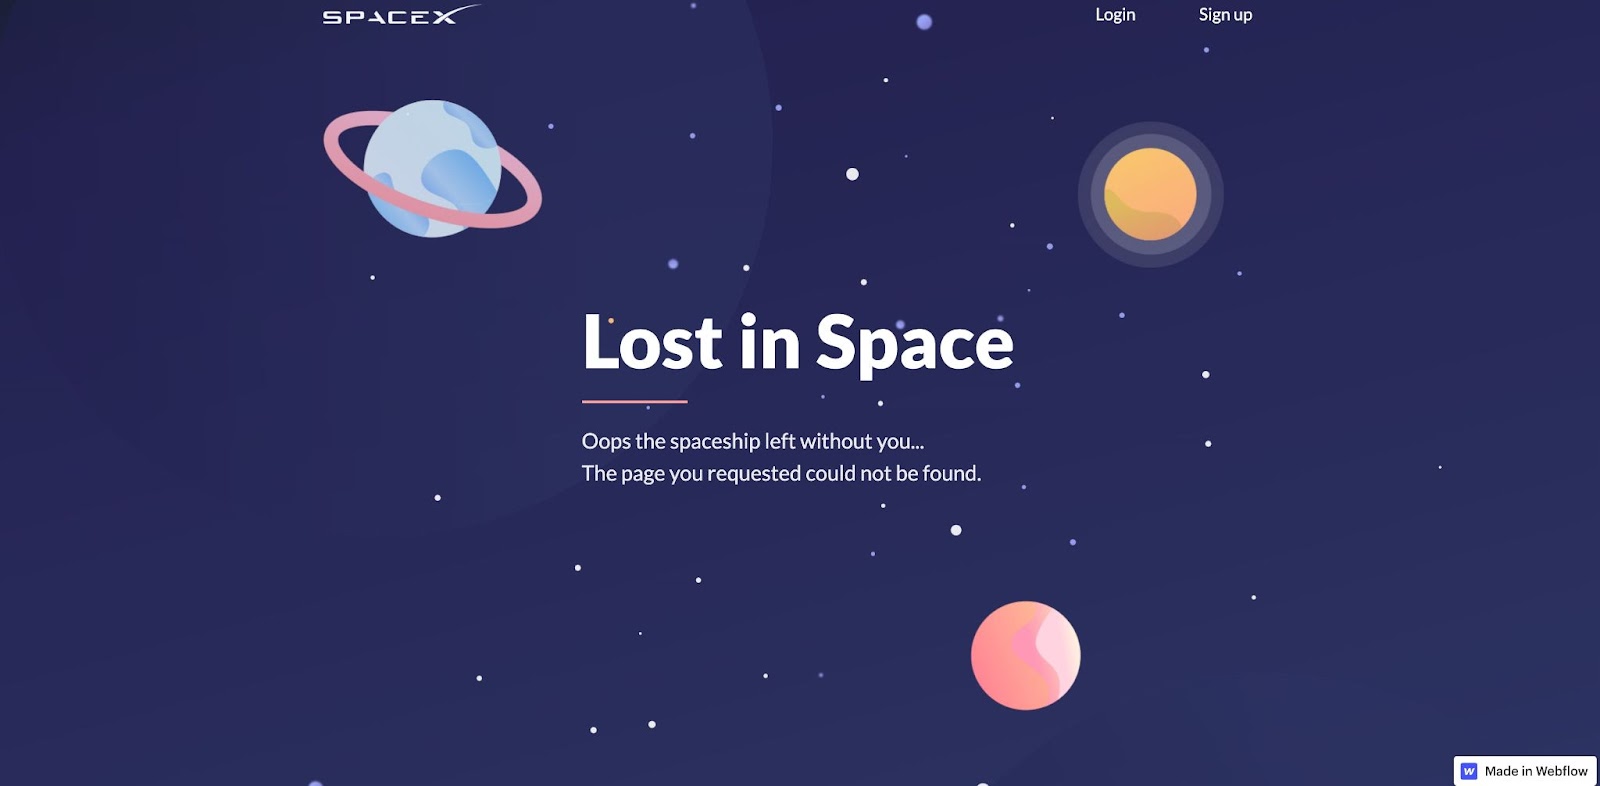 SPACEX
Login
Sign up
Lost in Space
Oops the spaceship left without you...
The page you requested could not be found.
W Made in Webflow